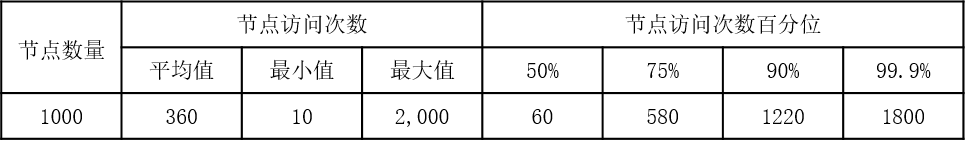 节点数量 节点访问次数 节点访问次数百分位
平均值 最小值 最大值 50% 75% 90% 99.9%
1000 360 10 2,000 60 580 1220 1800